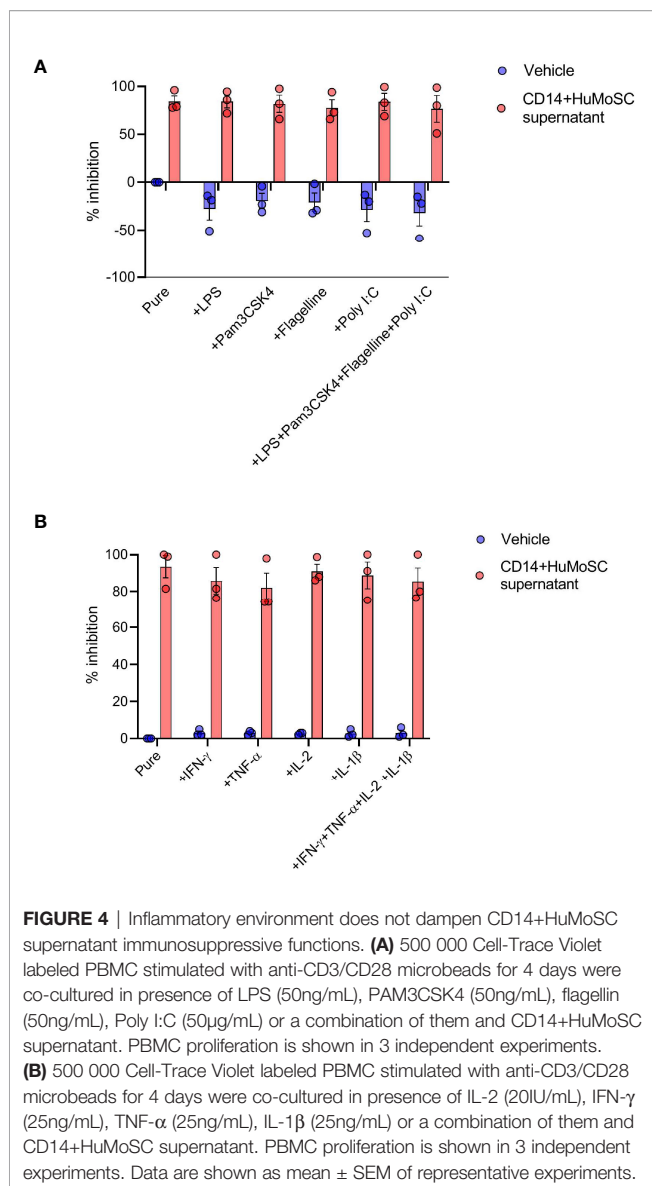 A
100
50
0
-50
-100
% inhibition
Vehicle
CD14+HuMoSC
supernatant
Pure
+LPS
+Pam3CSK4
+Flagelline
+Poly I:C
+LPS+Pam3CSK4+Flagelline+Poly I:C
B
100
80
60
40
20
0
% inhibition
Vehicle
CD14+HuMoSC
supernatant
Pure
+IFN-γ
+TNF-α
+IL-2
+IL-1β
+IFN-γ+TNF-α+IL-2 +IL-1β
FIGURE 4 | Inflammatory environment does not dampen CD14+HuMoSC
supernatant immunosuppressive functions. (A) 500 000 Cell-Trace Violet
labeled PBMC stimulated with anti-CD3/CD28 microbeads for 4 days were
co-cultured in presence of LPS (50ng/mL), PAM3CSK4 (50ng/mL), flagellin
(50ng/mL), Poly I:C (50µg/mL) or a combination of them and CD14+HuMoSC
supernatant. PBMC proliferation is shown in 3 independent experiments.
(B) 500 000 Cell-Trace Violet labeled PBMC stimulated with anti-CD3/CD28
microbeads for 4 days were co-cultured in presence of IL-2 (20IU/mL), IFN-γ
(25ng/mL), TNF-α (25ng/mL), IL-1β (25ng/mL) or a combination of them and
CD14+HuMoSC supernatant. PBMC proliferation is shown in 3 independent
experiments. Data are shown as mean ± SEM of representative experiments.